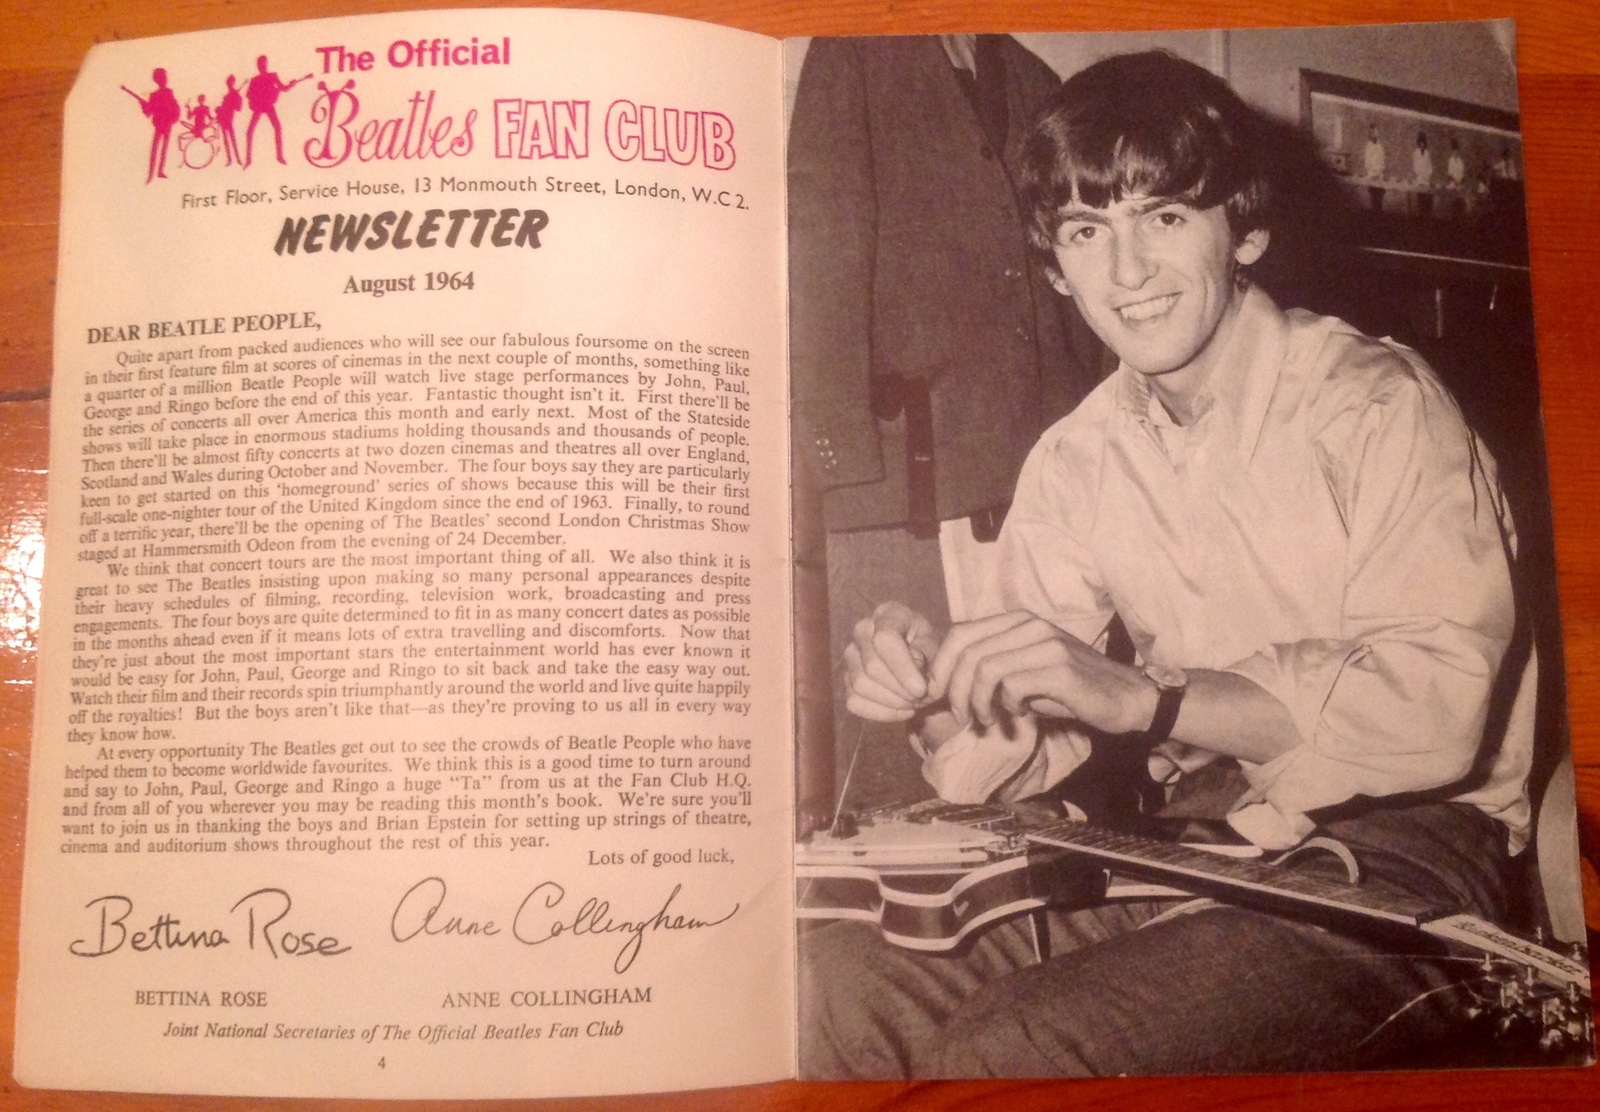 The Official
Beatles FAN CLUB
First Floor, Service House, 13 Monmouth Street, London, W.C 2.
NEWSLETTER
August 1964
DEAR BEATLE PEOPLE,
Quite apart from packed audiences who will see our fabulous foursome on the screen
in their first feature film at scores of cinemas in the next couple of months, something like
a quarter of a million Beatle People will watch live stage performances by John, Paul,
George and Ringo before the end of this year. Fantastic thought isn't it. First there'll be
the series of concerts all over America this month and early next. Most of the Stateside
shows will take place in enormous stadiums holding thousands and thousands of people.
Then there'll be almost fifty concerts at two dozen cinemas and theatres all over England,
Scotland and Wales during October and November. The four boys say they are particularly
keen to get started on this 'homeground' series of shows because this will be their first
full-scale one-nighter tour of the United Kingdom since the end of 1963. Finally, to round
off a terrific year, there'll be the opening of The Beatles' second London Christmas Show
staged at Hammersmith Odeon from the evening of 24 December.
We think that concert tours are the most important thing of all. We also think it is
great to see The Beatles insisting upon making so many personal appearances despite
their heavy schedules of filming, recording, television work, broadcasting and press
engagements. The four boys are quite determined to fit in as many concert dates as possible
in the months ahead even if it means lots of extra travelling and discomforts. Now that
they're just about the most important stars the entertainment world has ever known it
would be easy for John, Paul, George and Ringo to sit back and take the easy way out.
Watch their film and their records spin triumphantly around the world and live quite happily
off the royalties! But the boys aren't like that—as they're proving to us all in every way
they know how.
At every opportunity The Beatles get out to see the crowds of Beatle People who have
helped them to become worldwide favourites. We think this is a good time to turn around
and say to John, Paul, George and Ringo a huge "Ta" from us at the Fan Club H.Q.
and from all of you wherever you may be reading this month's book. We're sure you'll
want to join us in thanking the boys and Brian Epstein for setting up strings of theatre,
cinema and auditorium shows throughout the rest of this year.
Lots of good luck,
Bettina Rose Anne Collingham
BETTINA ROSE ANNE COLLINGHAM
Joint National Secretaries of The Official Beatles Fan Club
4